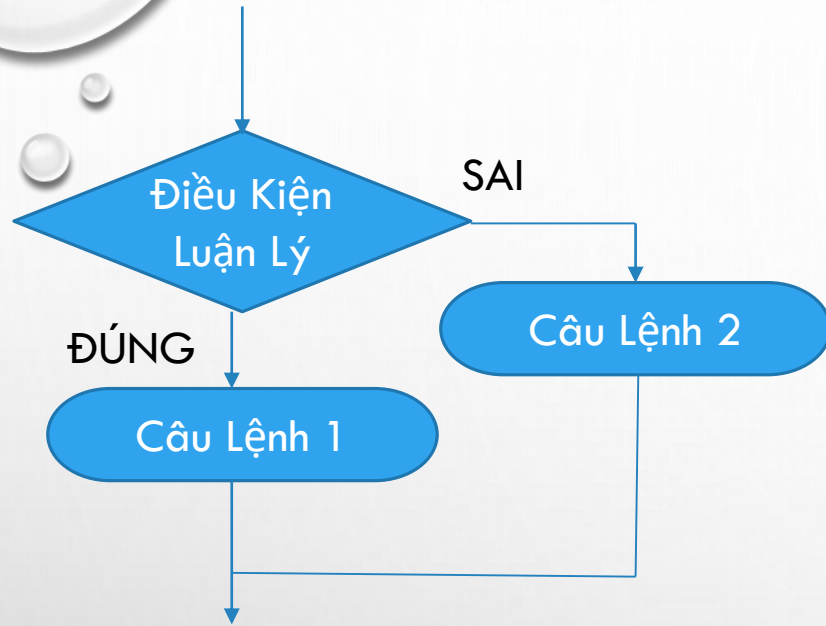 Điều Kiện
Luận Lý
SAI
ĐÚNG
Câu Lệnh 2
Câu Lệnh 1